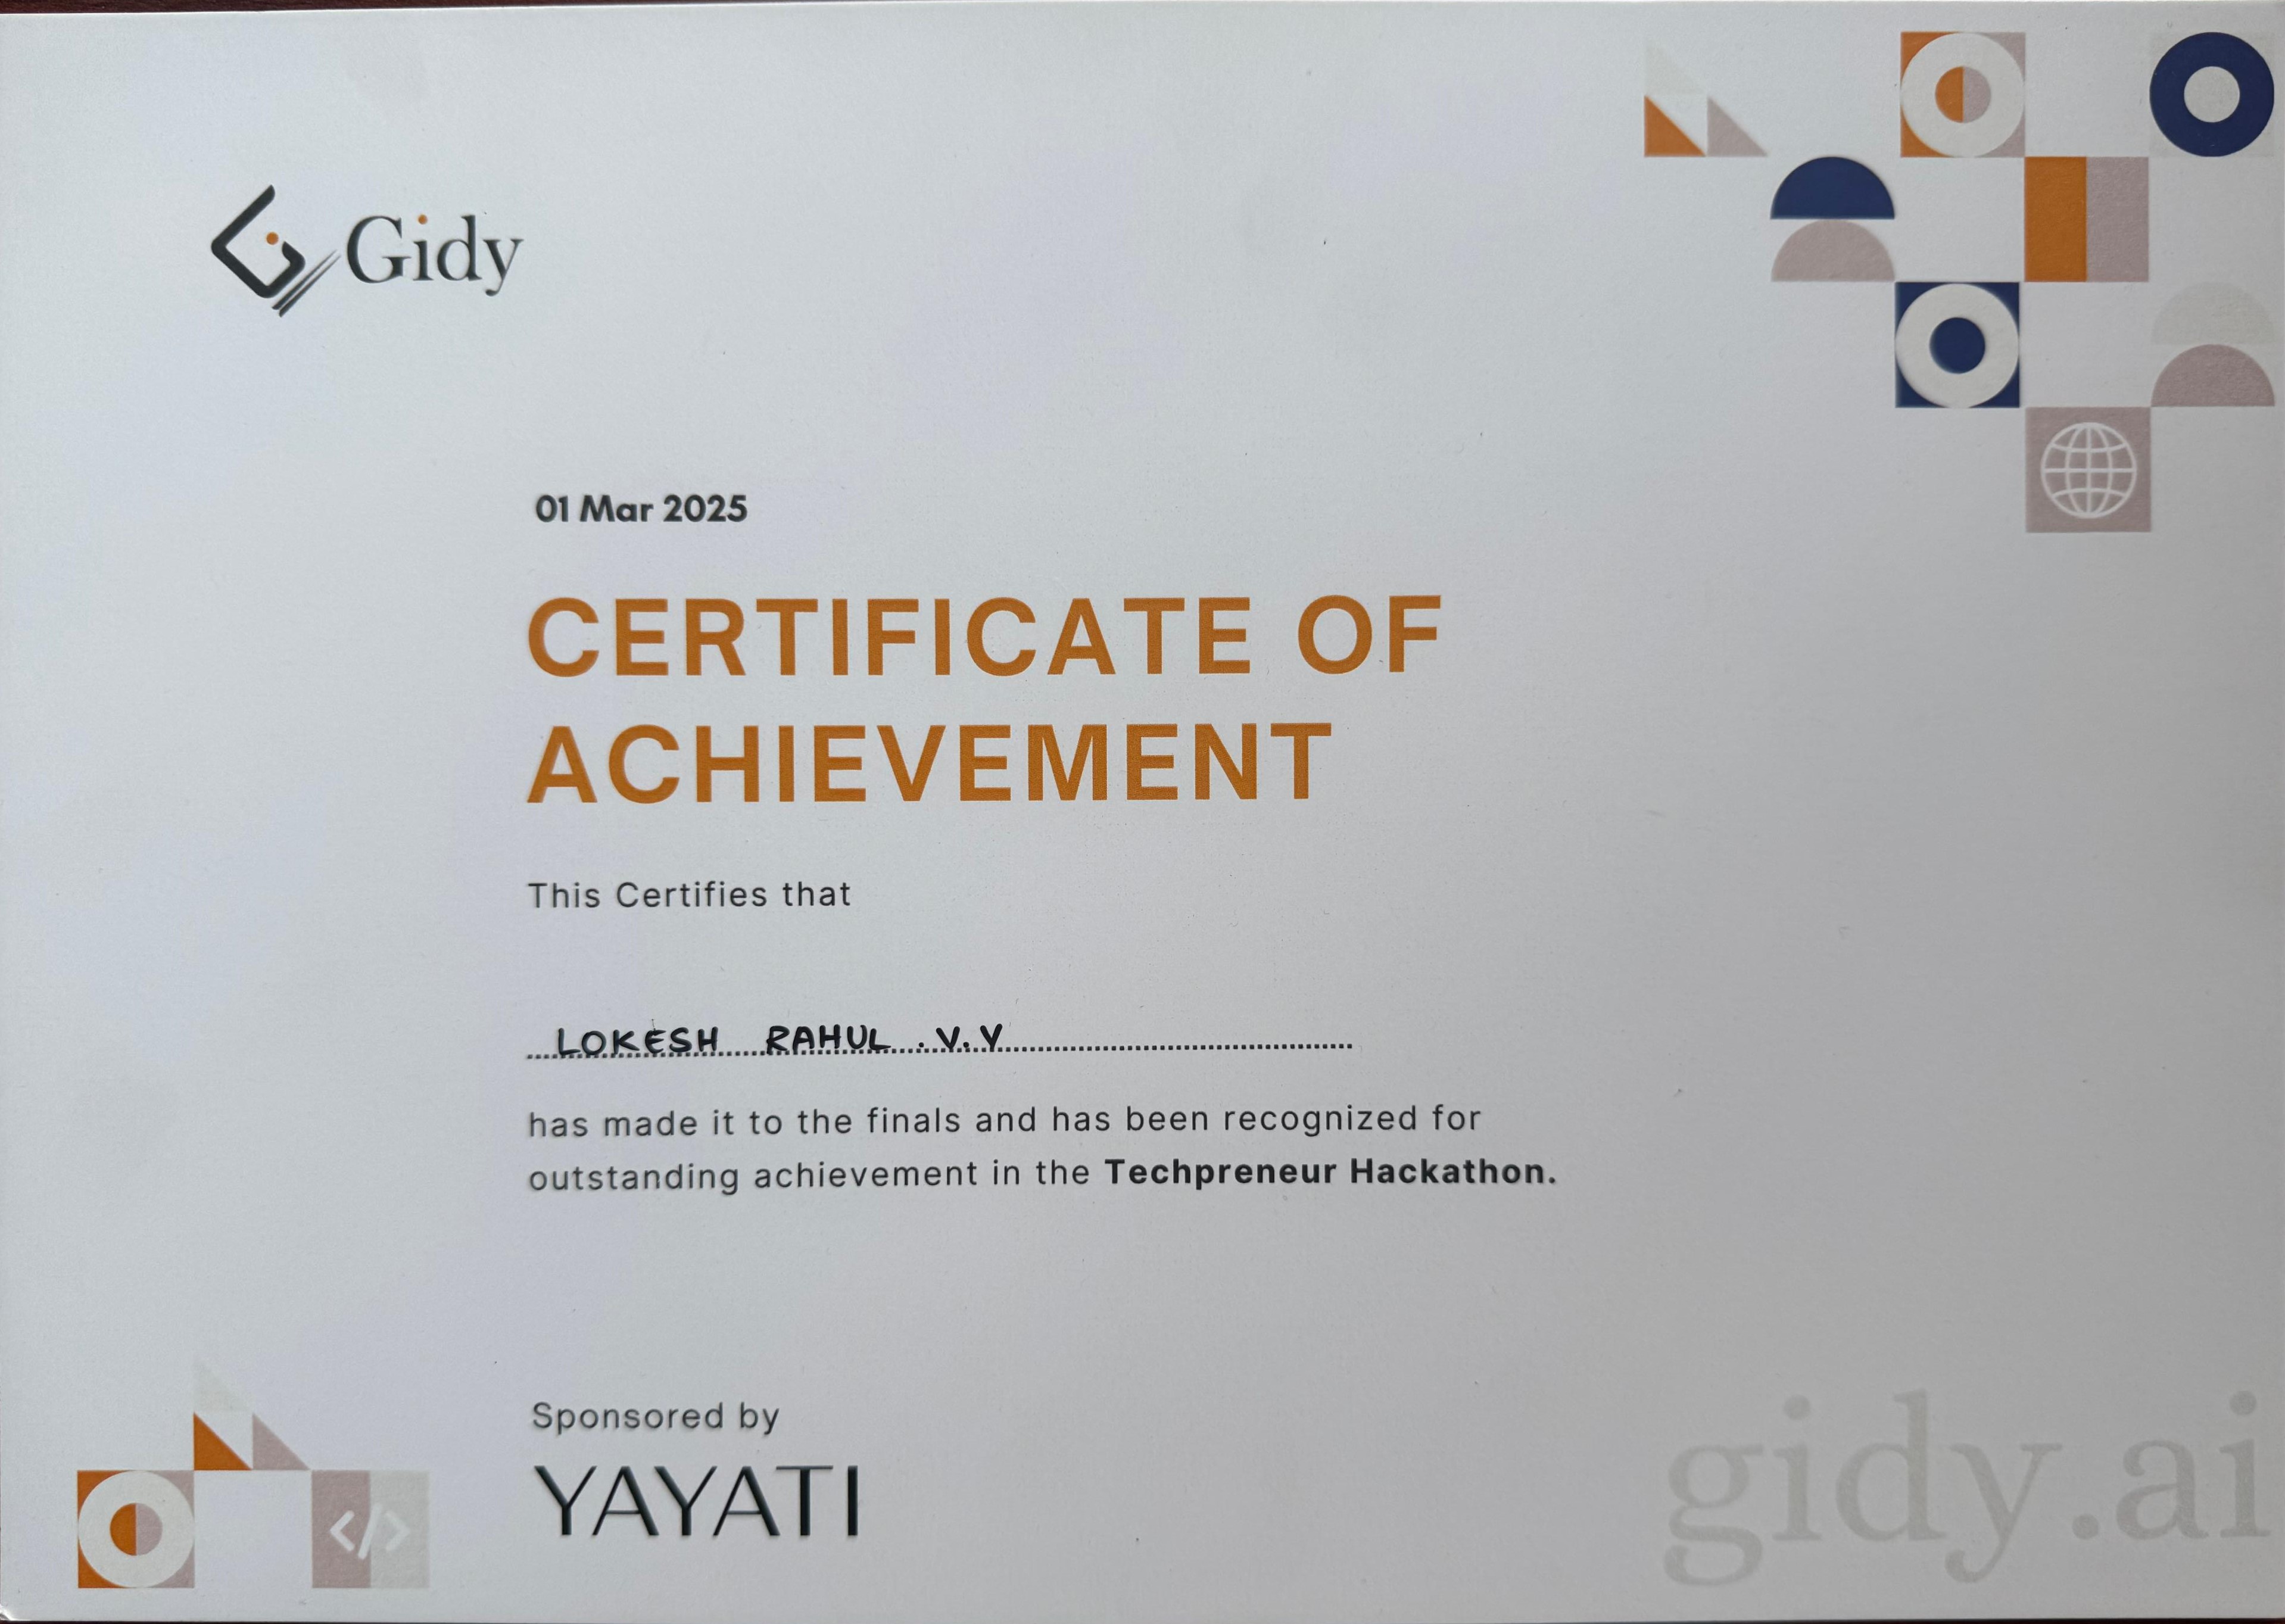 Gidy
01 Mar 2025
CERTIFICATE OF
ACHIEVEMENT
This Certifies that
LOKESH RAHUL . V. Y
has made it to the finals and has been recognized for
outstanding achievement in the Techpreneur Hackathon.
Sponsored by
YAYATI
</>
gidy.ai